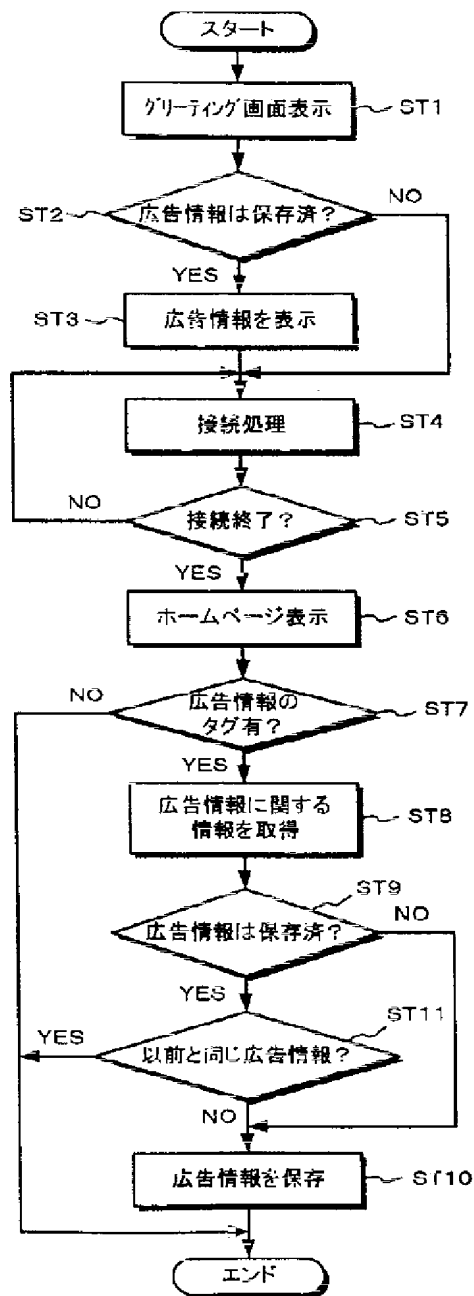 スタート
グリーティング画面表示
ST1
広告情報は保存済？
NO
ST2
YES
広告情報を表示
ST3
接続処理
ST4
NO
接続終了？
ST5
YES
ホームページ表示
ST6
NO
広告情報の
タグ有？
ST7
YES
広告情報に関する
情報を取得
ST8
ST9
広告情報は保存済？
NO
YES
ST11
YES
以前と同じ広告情報？
NO
広告情報を保存
ST10
エンド